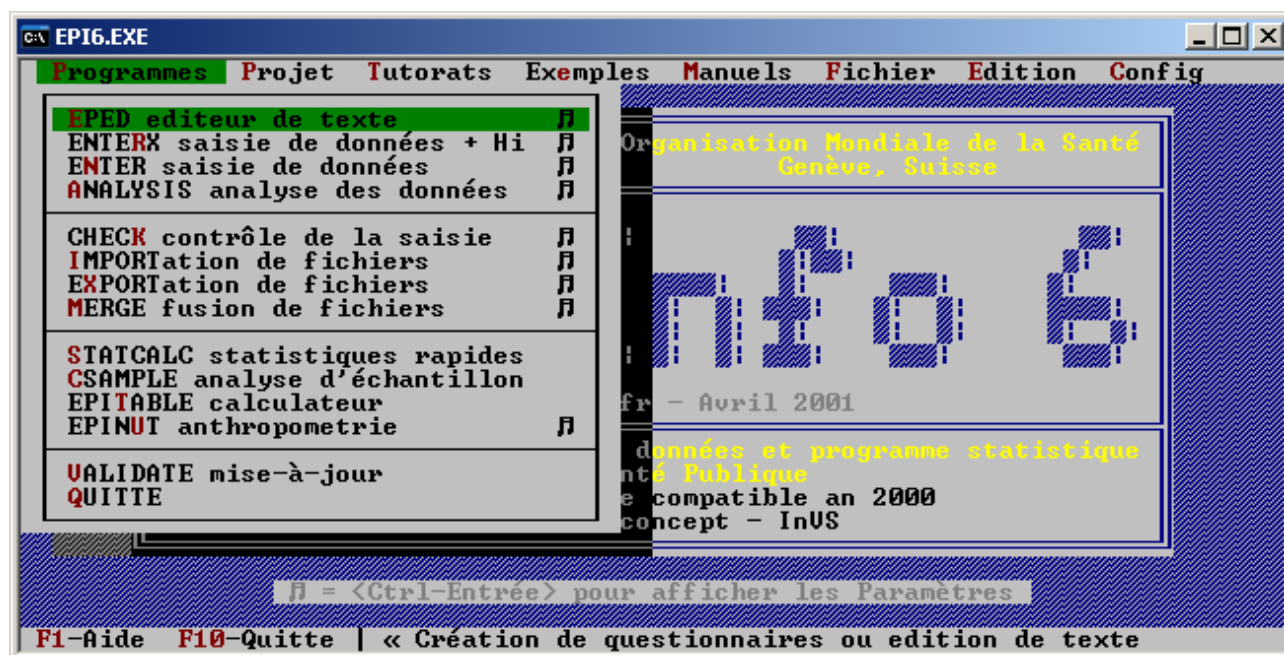 EPI6.EXE
Programmes Projet Tutorats Exemples Manuels Fichier Edition Config
EPED editeur de texte ♬
ENTERX saisie de données + Hi ♬
ENTER saisie de données ♬
ANALYSIS analyse des données ♬
CHECK contrôle de la saisie ♬
IMPORTation de fichiers ♬
EXPORTation de fichiers ♬
MERGE fusion de fichiers ♬
STATCALC statistiques rapides
CSAMPLE analyse d'échantillon
EPITABLE calculateur
EPINUT anthropometrie ♬
VALIDATE mise-à-jour
QUITTE
Organisation Mondiale de la Santé
Genève, Suisse
nfo 6
fr - Avril 2001
données et programme statistique
nté Publique
e compatible an 2000
concept - InVS
♬ = <Ctrl-Entrée> pour afficher les Paramètres
F1-Aide F10-Quitte | « Création de questionnaires ou edition de texte